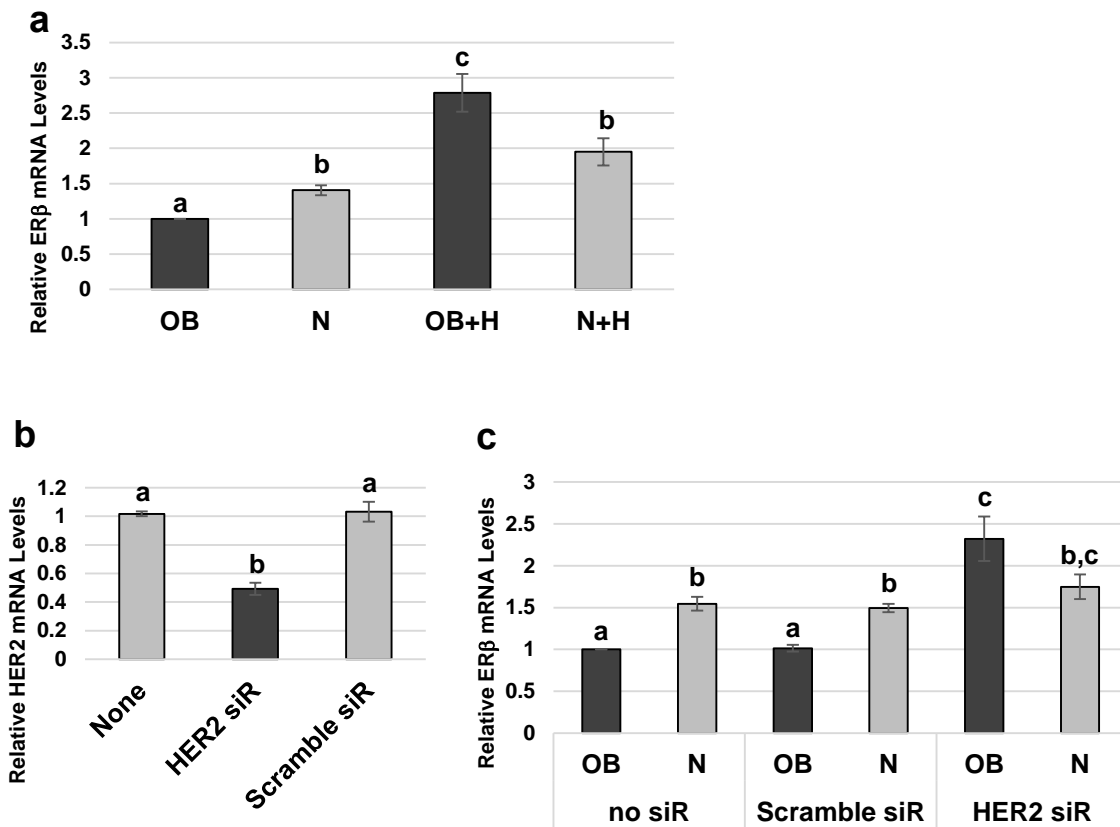 a
Relative ERβ mRNA Levels
3.5
3
2.5
2
1.5
1
0.5
0
a
b
c
b
OB N OB+H N+H
b
Relative HER2 mRNA Levels
1.2
1
0.8
0.6
0.4
0.2
0
a
b
a
None
HER2 siR
Scramble siR
c
Relative ERβ mRNA Levels
3
2.5
2
1.5
1
0.5
0
a
b
a
b
c
b,c
OB N OB N OB N
no siR Scramble siR HER2 siR